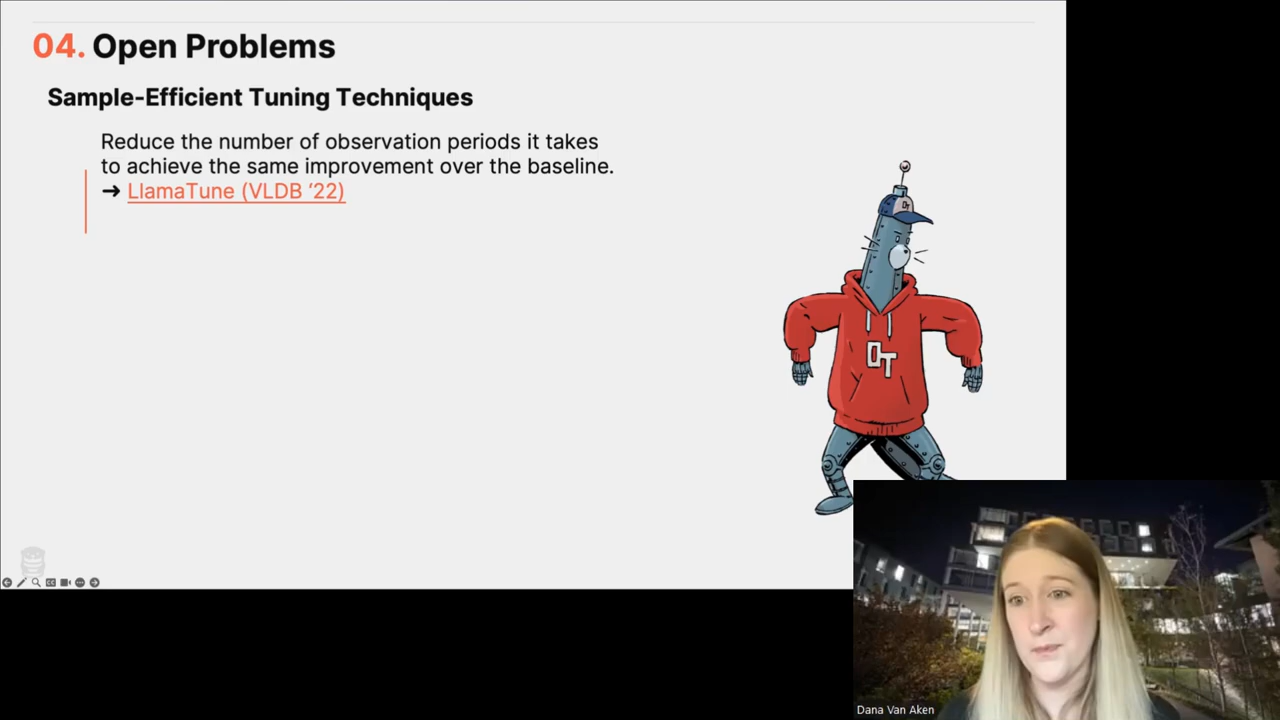 04. Open Problems
Sample-Efficient Tuning Techniques
Reduce the number of observation periods it takes
to achieve the same improvement over the baseline.
➜ LlamaTune (VLDB ‘22)
OT
OT
Dana Van Aken